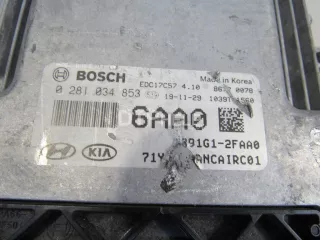 BOSCH EDC17C57 4.10 Made in Korea
0 281 034 853 19-11-29
6AA0
91G1-2FAA0
KIA 71Y ANCAIRC01